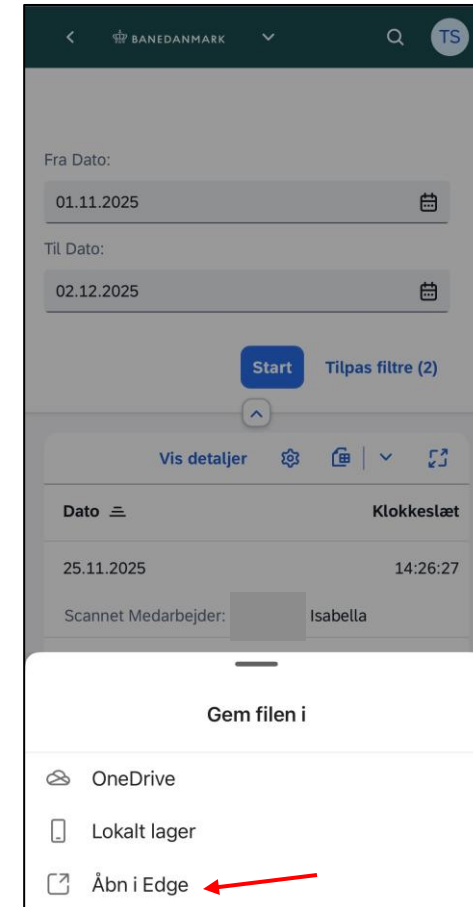 BANEDANMARK TS
Fra Dato:
01.11.2025
Til Dato:
02.12.2025
Start Tilpas filtre (2)
Vis detaljer
Dato Klokkeslæt
25.11.2025 14:26:27
Scannet Medarbejder: Isabella
Gem filen i
OneDrive
Lokalt lager
Åbn i Edge